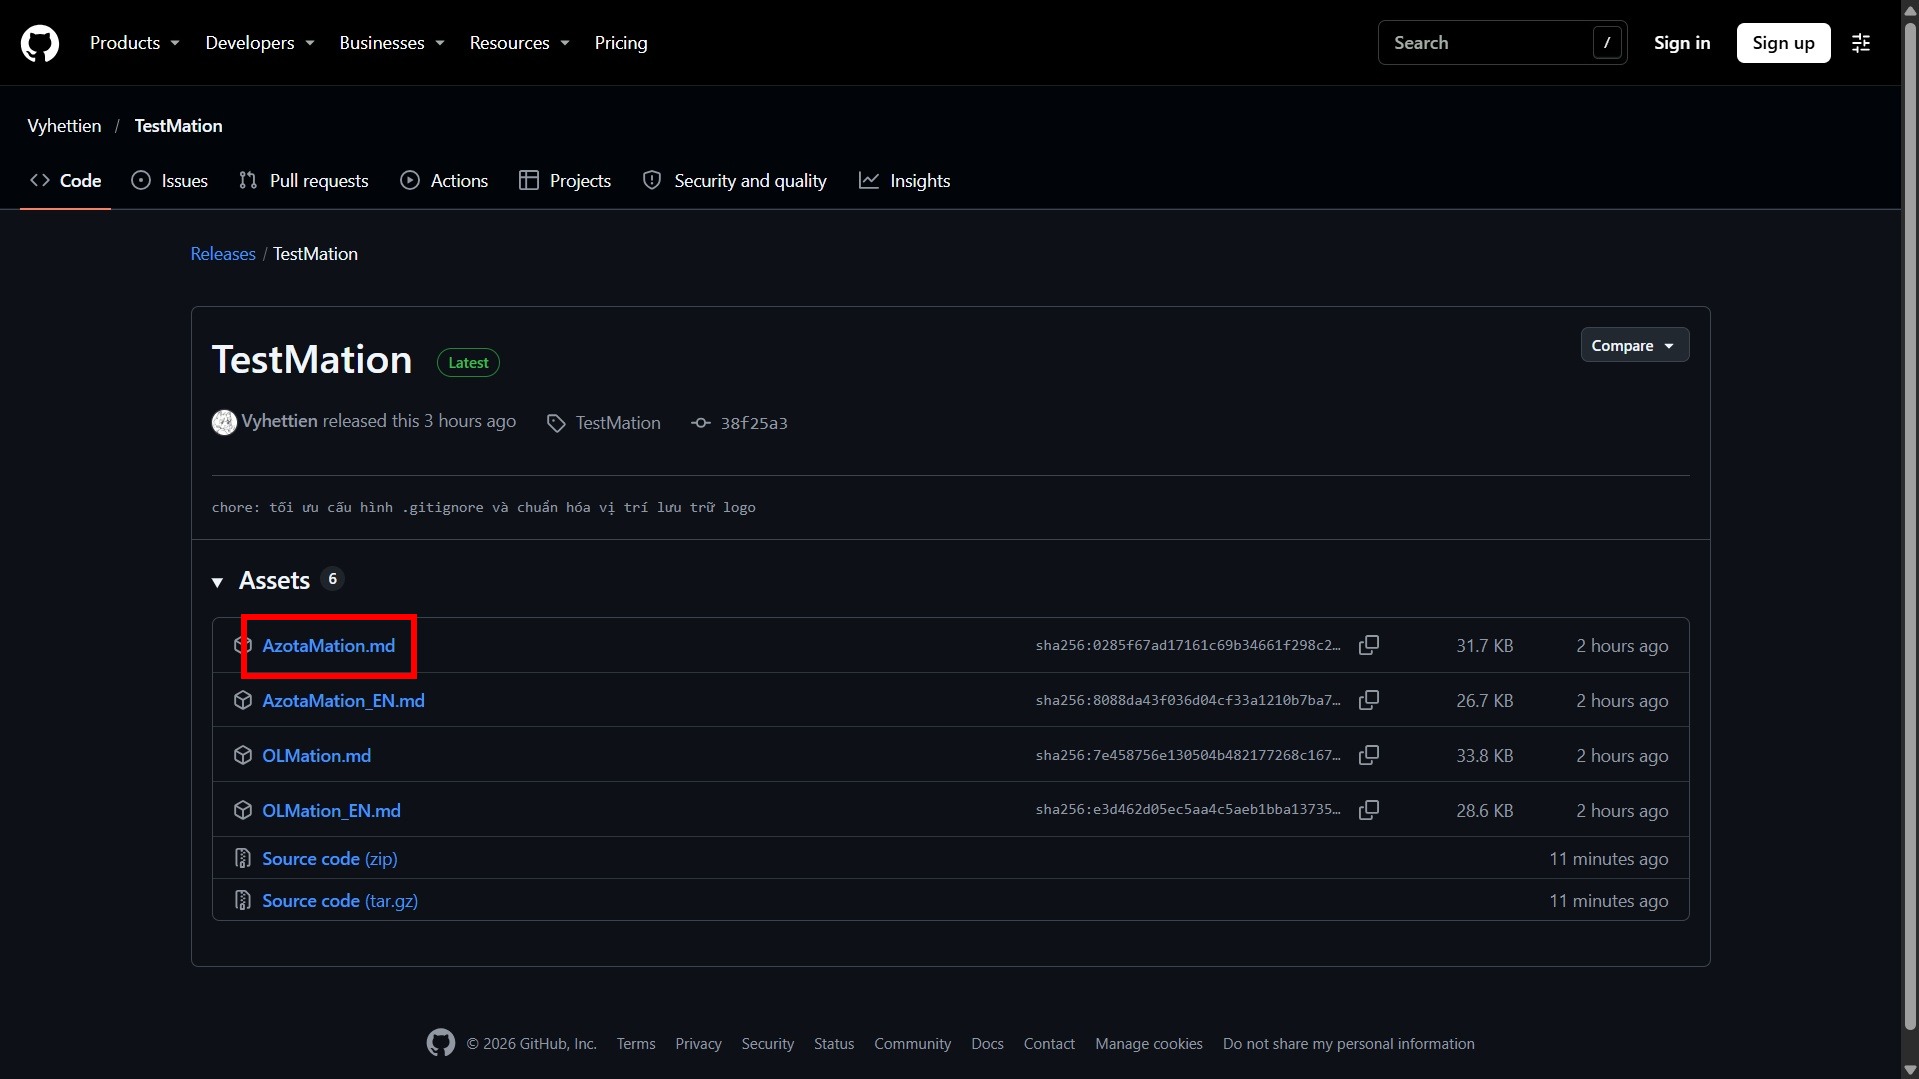 Products Developers Businesses Resources Pricing Search / Sign in Sign up
Vyhettien / TestMation
Code Issues Pull requests Actions Projects Security and quality Insights
Releases / TestMation
TestMation Latest Compare
Vyhettien released this 3 hours ago TestMation 38f25a3
chore: tối ưu cấu hình .gitignore và chuẩn hóa vị trí lưu trữ logo
Assets 6
AzotaMation.md sha256:0285f67ad17161c69b34661f298c2… 31.7 KB 2 hours ago
AzotaMation_EN.md sha256:8088da43f036d04cf33a1210b7ba7… 26.7 KB 2 hours ago
OLMation.md sha256:7e458756e130504b482177268c167… 33.8 KB 2 hours ago
OLMation_EN.md sha256:e3d462d05ec5aa4c5aeb1bba13735… 28.6 KB 2 hours ago
Source code (zip) 11 minutes ago
Source code (tar.gz) 11 minutes ago
© 2026 GitHub, Inc. Terms Privacy Security Status Community Docs Contact Manage cookies Do not share my personal information